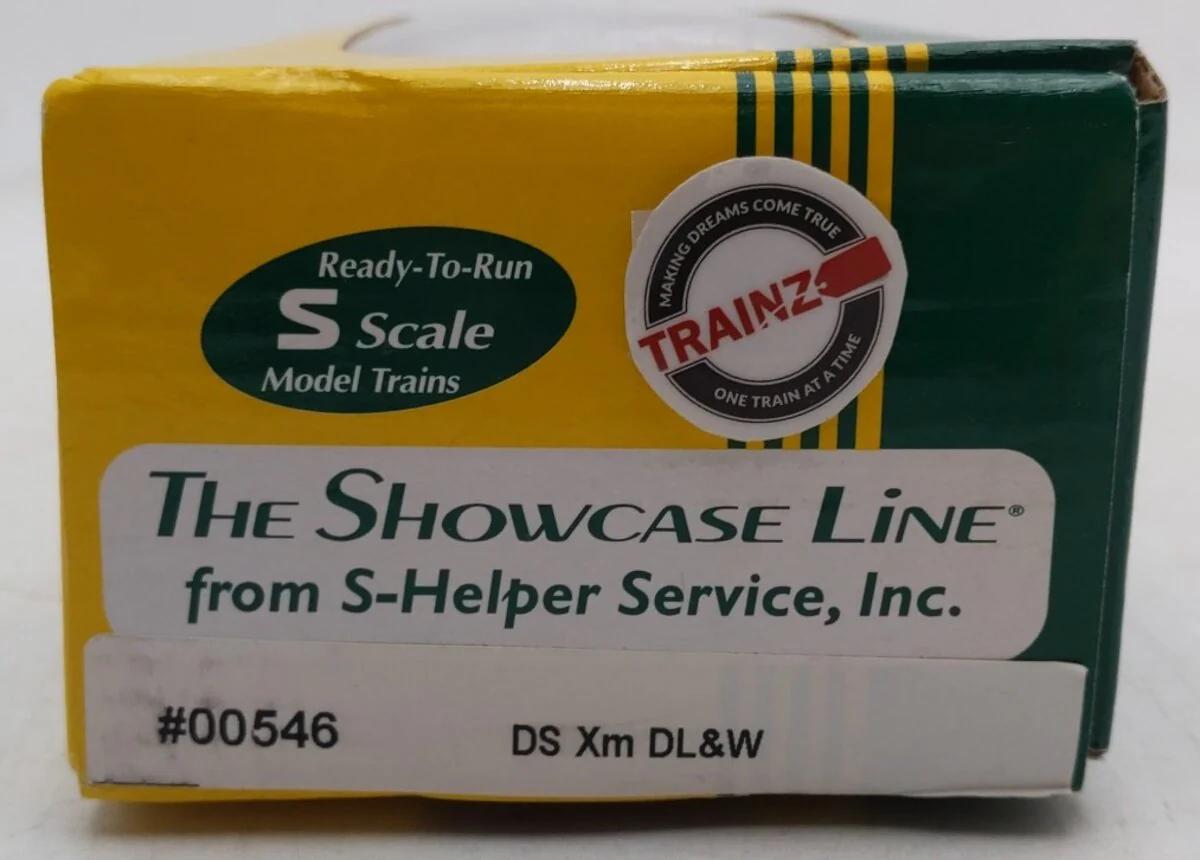 Ready-To-Run
S Scale
Model Trains
MAKING DREAMS COME TRUE
TRAINZ
ONE TRAIN AT A TIME
THE SHOWCASE LINE®
from S-Helper Service, Inc.
#00546 DS Xm DL&W